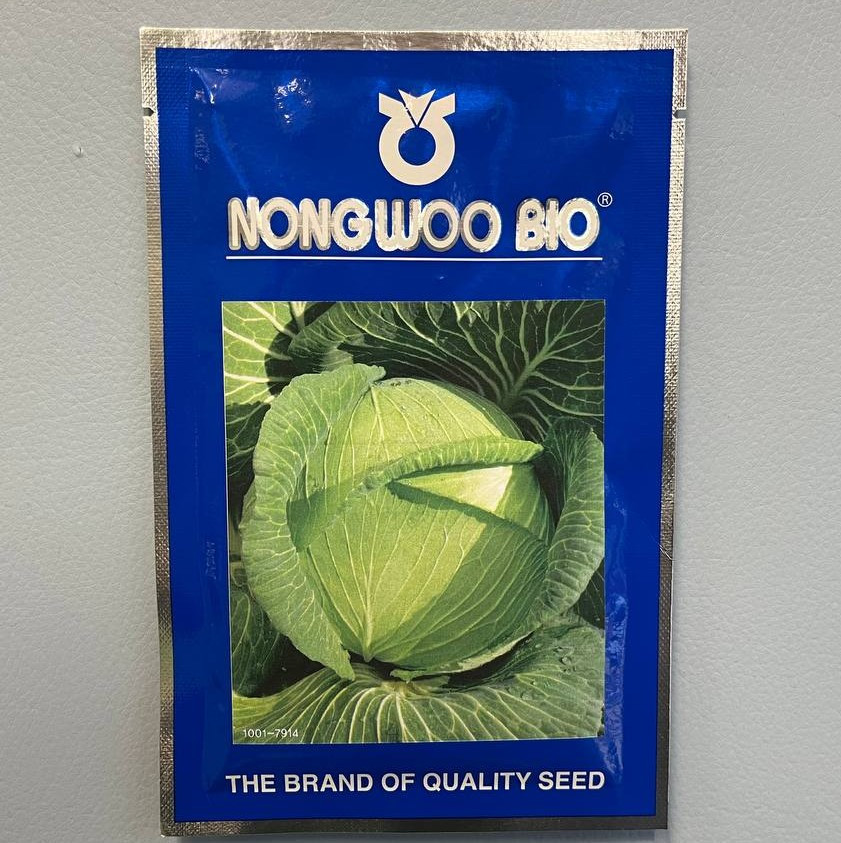 NONGWOO BIO®
1001-7914
THE BRAND OF QUALITY SEED